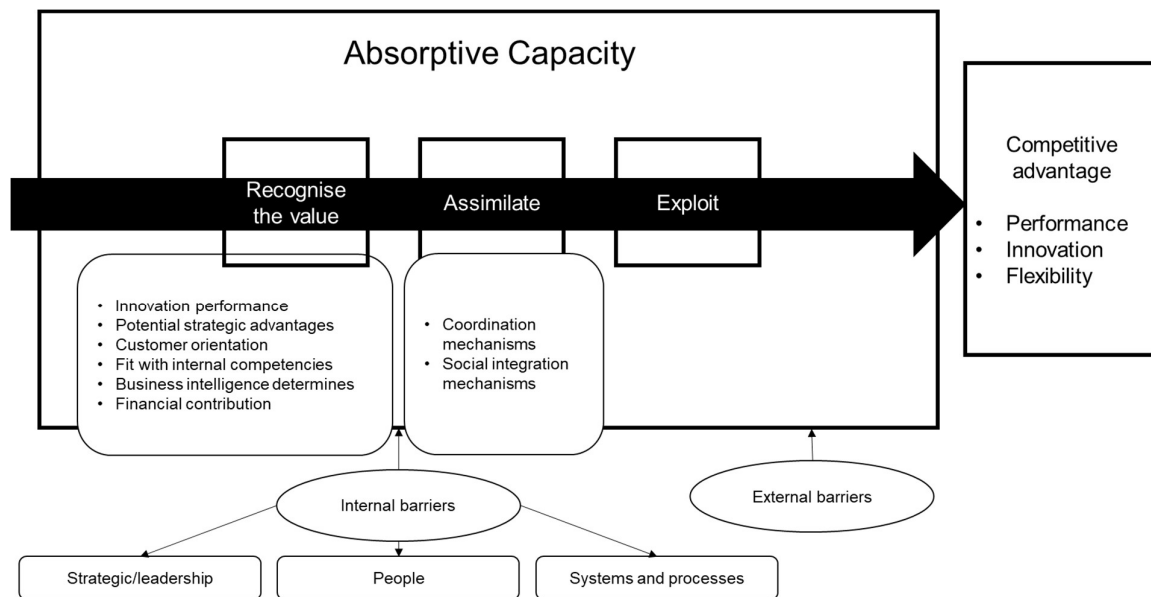 Absorptive Capacity
Recognise
the value
Assimilate
Exploit
Competitive
advantage
• Performance
• Innovation
• Flexibility
• Innovation performance
• Potential strategic advantages
• Customer orientation
• Fit with internal competencies
• Business intelligence determines
• Financial contribution
• Coordination
mechanisms
• Social integration
mechanisms
Internal barriers
External barriers
Strategic/leadership
People
Systems and processes